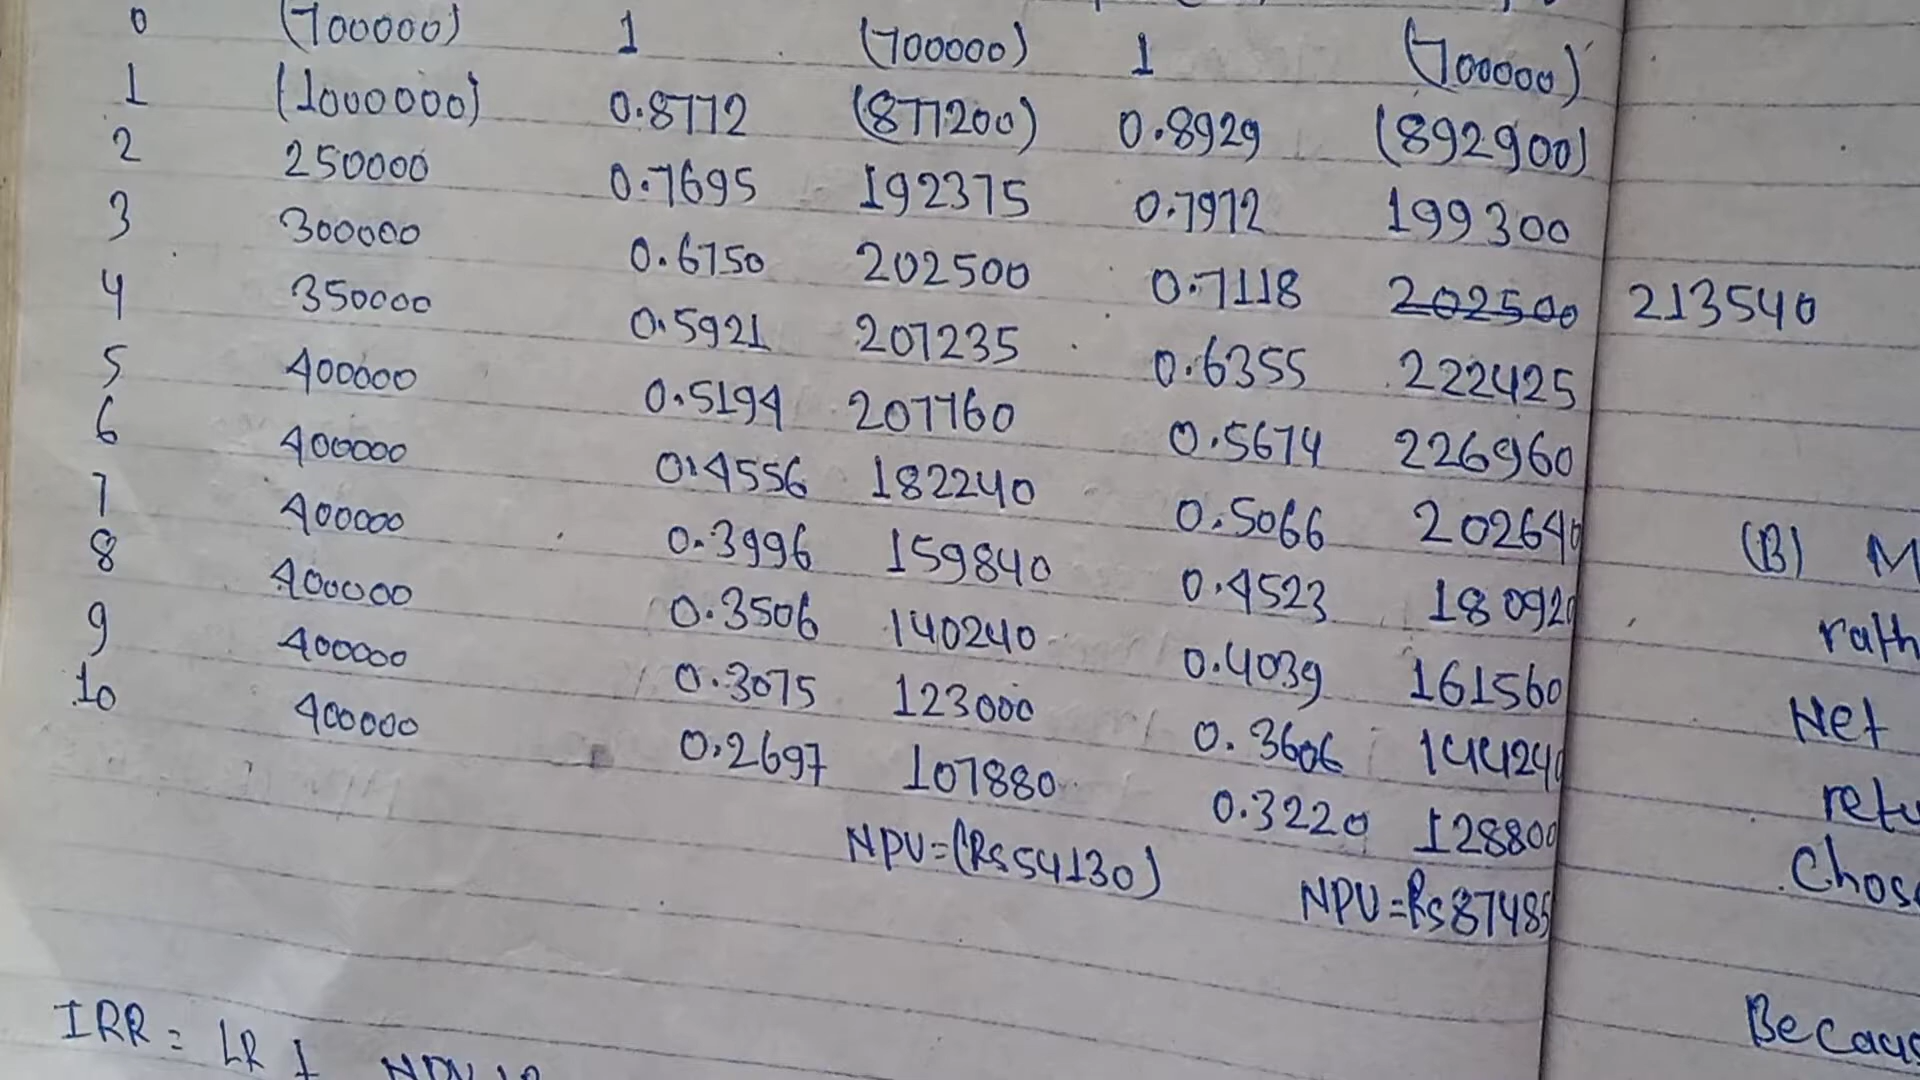 0 (700000) 1 (700000) 1 (700000)
1 (1000000) 0.8772 (877200) 0.8929 (892900)
2 250000 0.7695 192375 0.7972 199300
3 300000 0.6750 202500 0.7118 202500 213540
4 350000 0.5921 207235 0.6355 222425
5 400000 0.5194 207760 0.5674 226960
6 400000 0.4556 182240 0.5066 202640
7 400000 0.3996 159840 0.4523 180920
8 400000 0.3506 140240 0.4039 161560
9 400000 0.3075 123000 0.3606 144240
10 400000 0.2697 107880 0.3220 128800
NPV=(Rs54130) NPV=Rs87485
IRR = LR +
(B) M
rath
Net
retu
Chose
Becaus